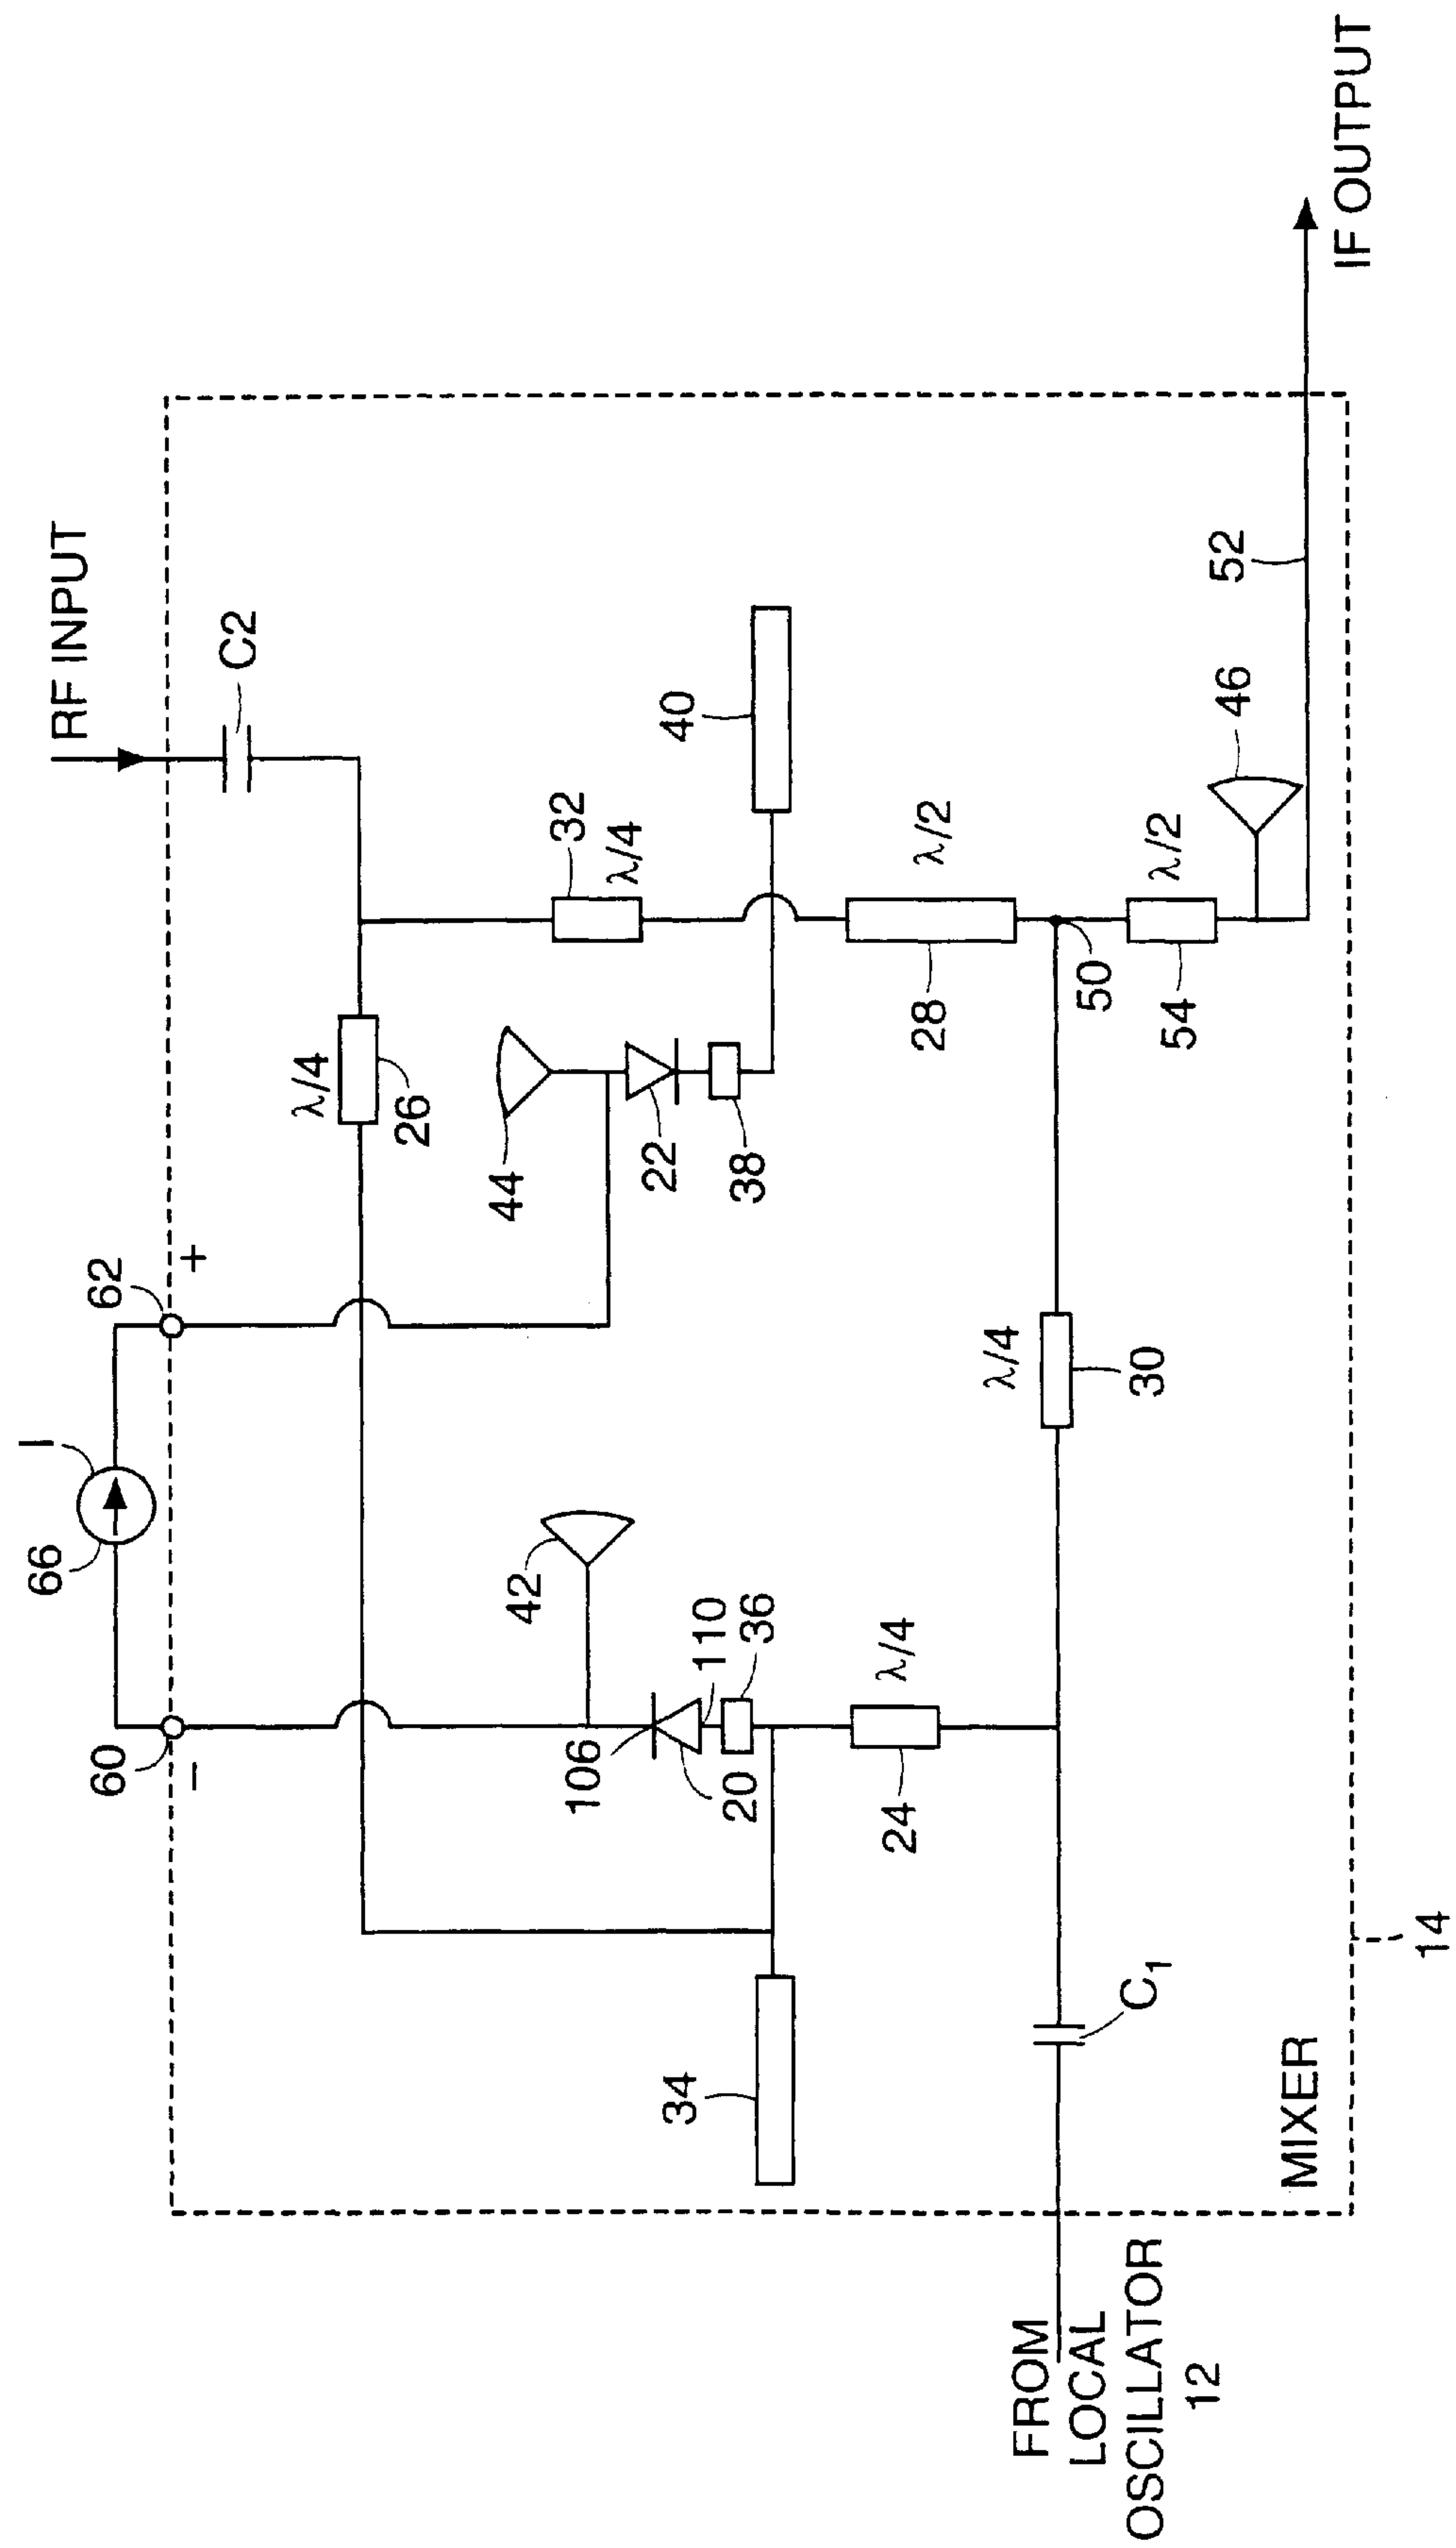 RF INPUT
C2
I
66
62
+
60
−
λ/4
26
32
λ/4
40
44
22
38
42
106
110
36
20
34
λ/4
24
λ/2
28
50
λ/4
30
λ/2
54
46
52
IF OUTPUT
C1
FROM
LOCAL
OSCILLATOR
12
MIXER
14